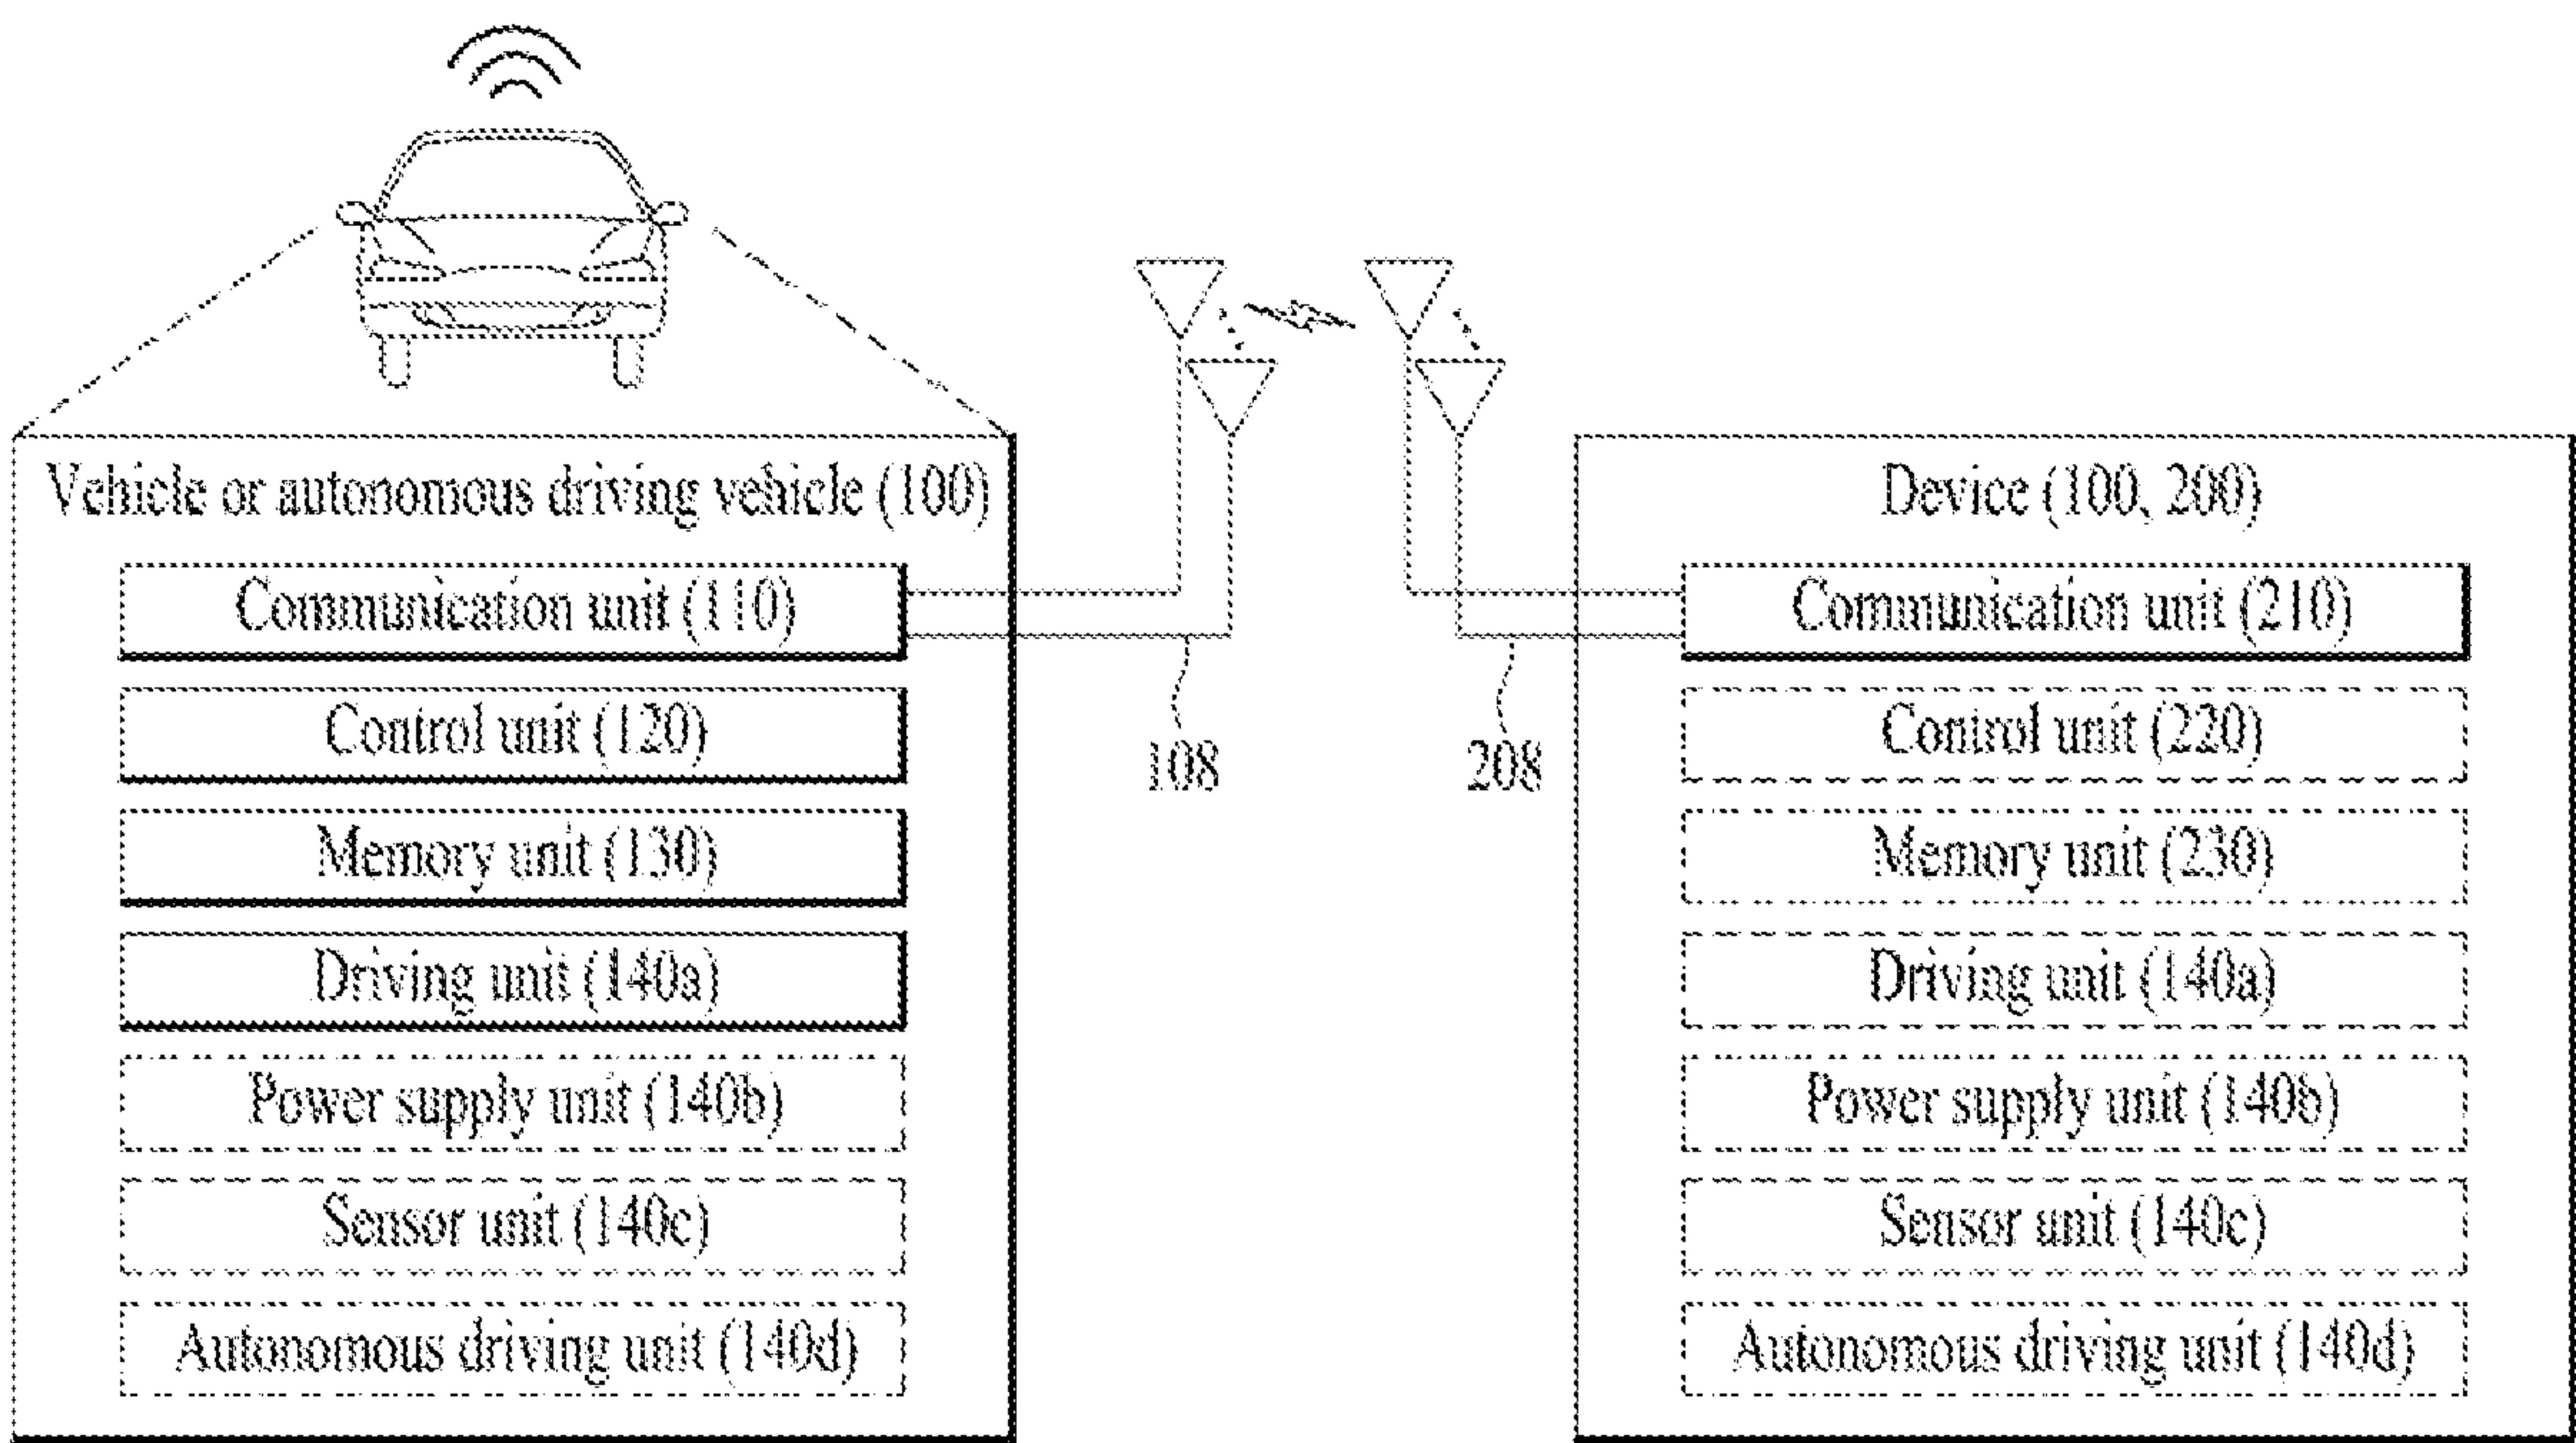 Vehicle or autonomous driving vehicle (100)
Communication unit (110)
Control unit (120)
Memory unit (130)
Driving unit (140a)
Power supply unit (140b)
Sensor unit (140c)
Autonomous driving unit (140d)
108
208
Device (100, 200)
Communication unit (210)
Control unit (220)
Memory unit (230)
Driving unit (140a)
Power supply unit (140b)
Sensor unit (140c)
Autonomous driving unit (140d)